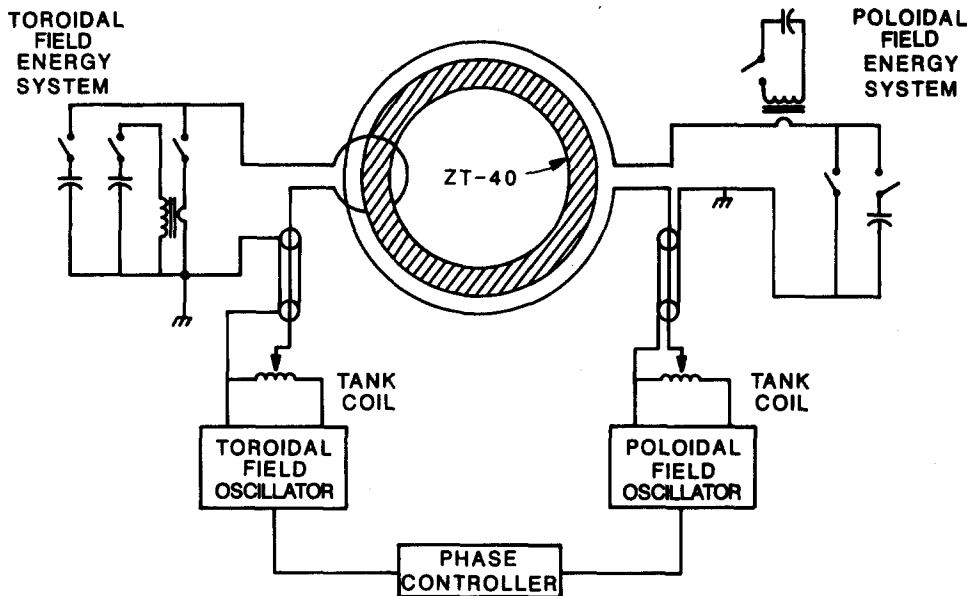 TOROIDAL
FIELD
ENERGY
SYSTEM
POLOIDAL
FIELD
ENERGY
SYSTEM
ZT-40
TANK
COIL
TANK
COIL
TOROIDAL
FIELD
OSCILLATOR
POLOIDAL
FIELD
OSCILLATOR
PHASE
CONTROLLER